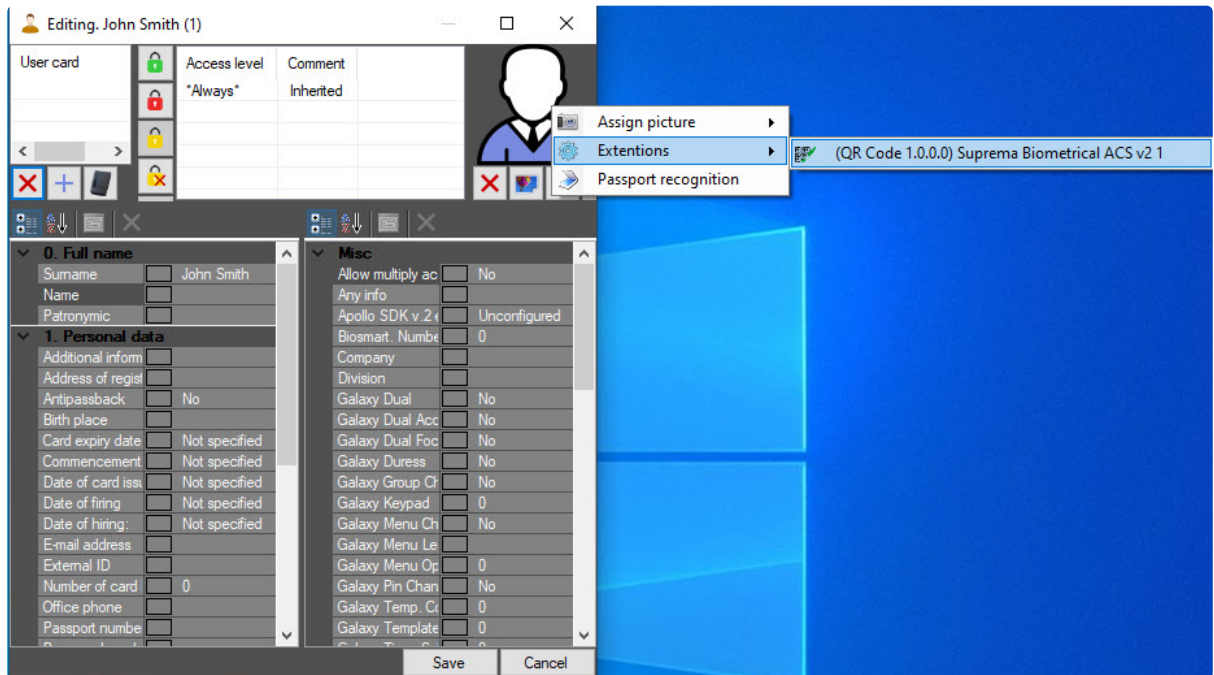 Editing. John Smith (1)
User card
Access level Comment
*Always* Inherited
Assign picture
Extentions
Passport recognition
(QR Code 1.0.0.0) Suprema Biometrical ACS v2 1
0. Full name
Surname John Smith
Name
Patronymic
1. Personal data
Additional inform
Address of regist
Antipassback No
Birth place
Card expiry date Not specified
Commencement Not specified
Date of card issu Not specified
Date of firing Not specified
Date of hiring: Not specified
E-mail address
External ID
Number of card 0
Office phone
Passport numbe
Misc
Allow multiply ac No
Any info
Apollo SDK v.2 e Unconfigured
Biosmart. Numbe 0
Company
Division
Galaxy Dual No
Galaxy Dual Acc No
Galaxy Dual Foc No
Galaxy Duress No
Galaxy Group Ch No
Galaxy Keypad 0
Galaxy Menu Ch No
Galaxy Menu Le
Galaxy Menu Op 0
Galaxy Pin Chan No
Galaxy Temp. Co 0
Galaxy Template 0
Save Cancel